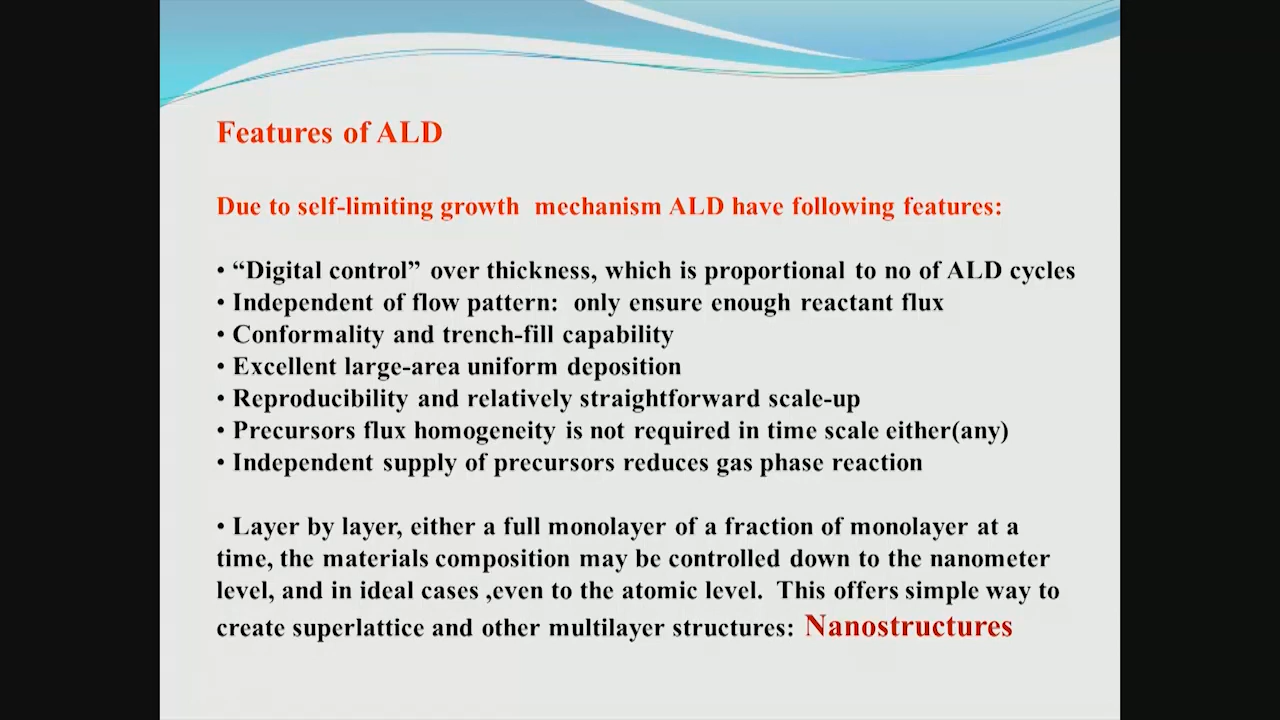 Features of ALD
Due to self-limiting growth mechanism ALD have following features:
• “Digital control” over thickness, which is proportional to no of ALD cycles
• Independent of flow pattern: only ensure enough reactant flux
• Conformality and trench-fill capability
• Excellent large-area uniform deposition
• Reproducibility and relatively straightforward scale-up
• Precursors flux homogeneity is not required in time scale either(any)
• Independent supply of precursors reduces gas phase reaction
• Layer by layer, either a full monolayer of a fraction of monolayer at a
time, the materials composition may be controlled down to the nanometer
level, and in ideal cases ,even to the atomic level. This offers simple way to
create superlattice and other multilayer structures: Nanostructures